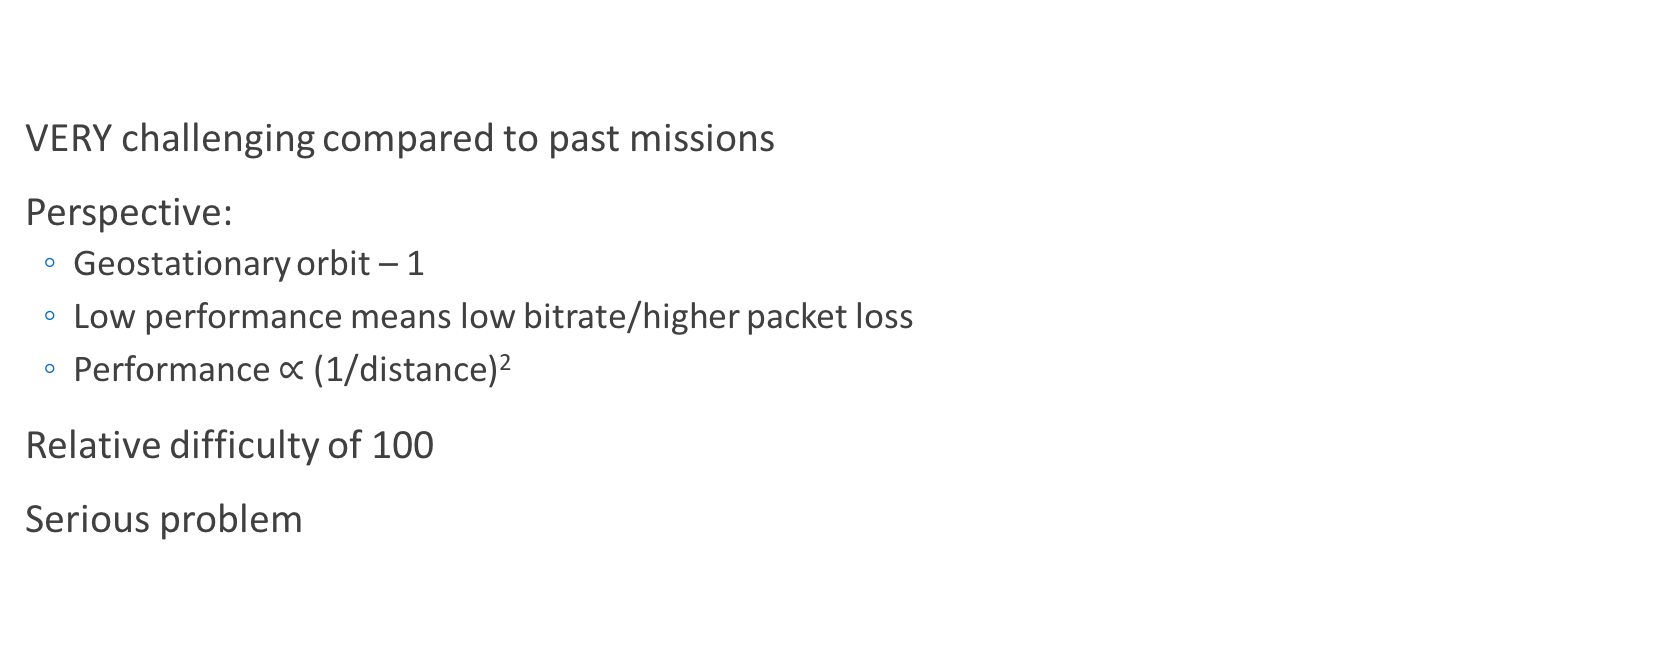 VERY challenging compared to past missions
Perspective:
◦ Geostationary orbit – 1
◦ Low performance means low bitrate/higher packet loss
◦ Performance ∝ (1/distance)²
Relative difficulty of 100
Serious problem